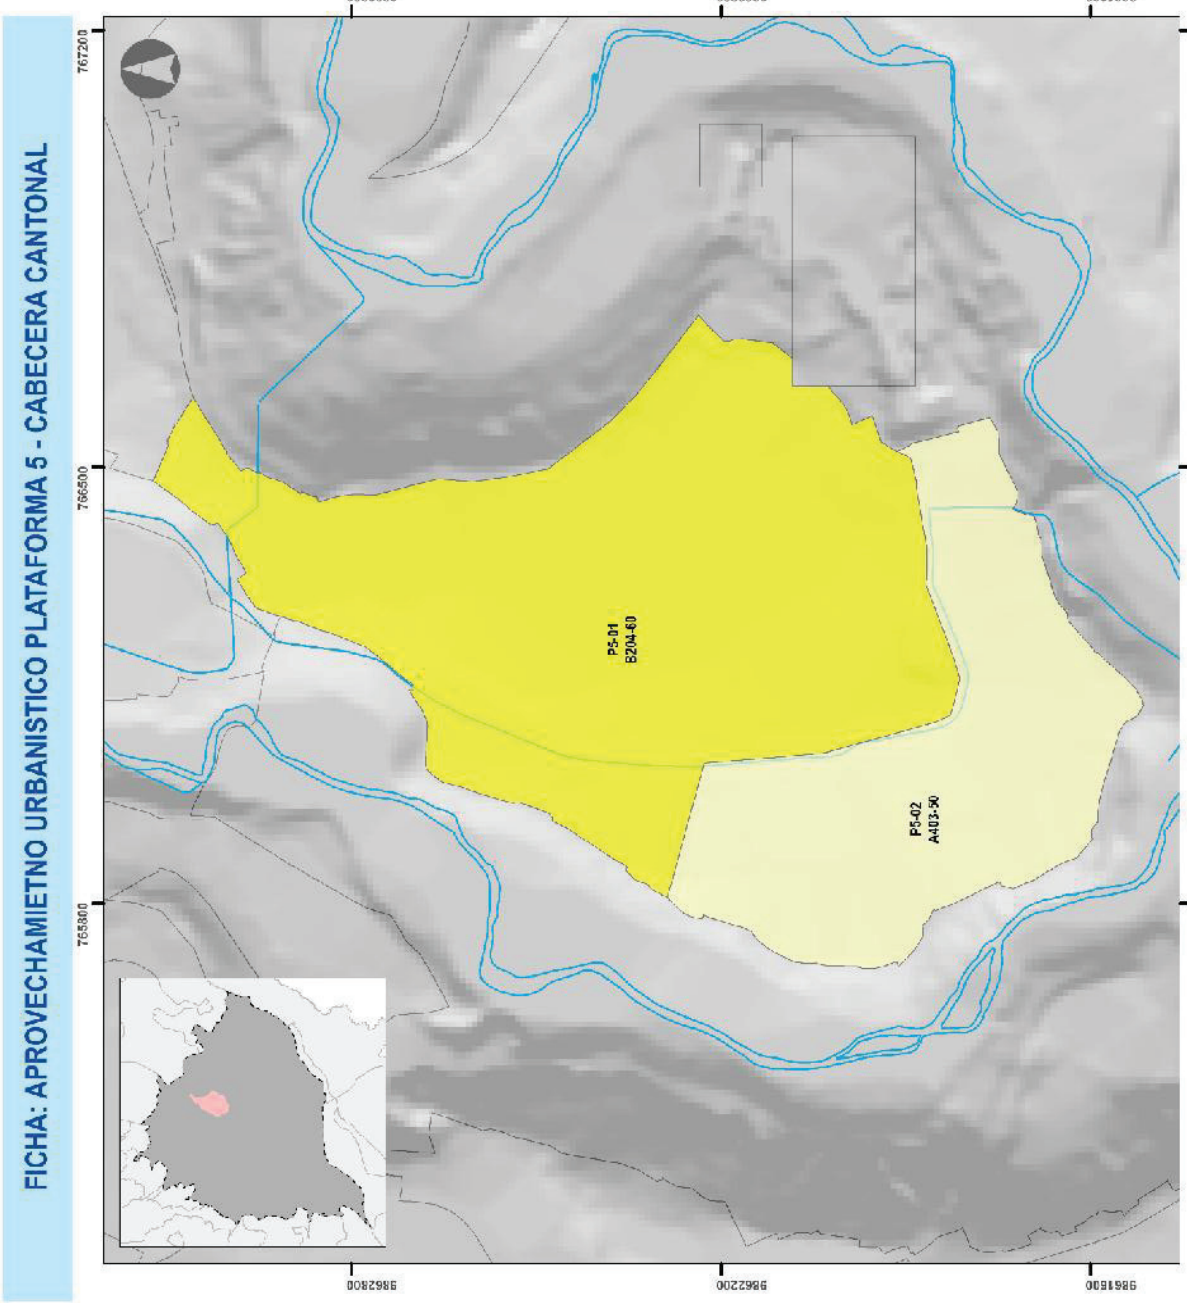 FICHA: APROVECHAMIETNO URBANISTICO PLATAFORMA 5 - CABECERA CANTONAL
765800
766500
767200
P5-01
B204-60
P5-02
A403-50
9862800
9862200
9861600